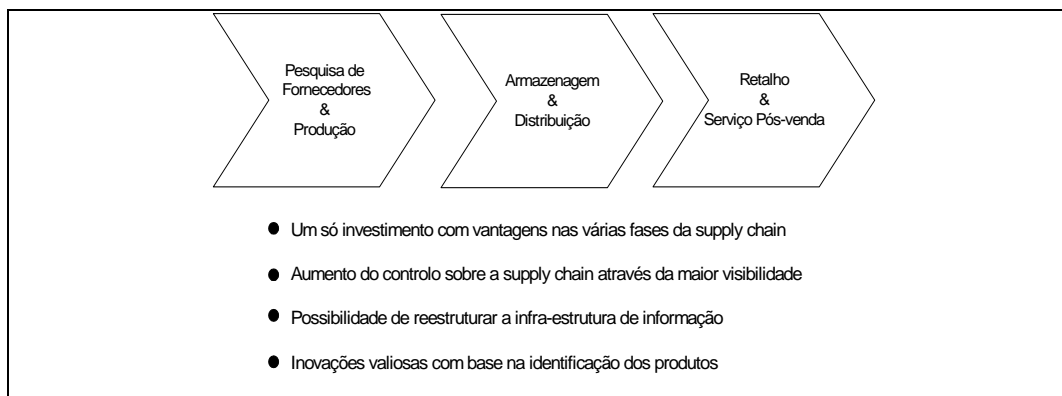 Pesquisa de
Fornecedores
&
Produção
Armazenagem
&
Distribuição
Retalho
&
Serviço Pós-venda
Um só investimento com vantagens nas várias fases da supply chain
Aumento do controlo sobre a supply chain através da maior visibilidade
Possibilidade de reestruturar a infra-estrutura de informação
Inovações valiosas com base na identificação dos produtos